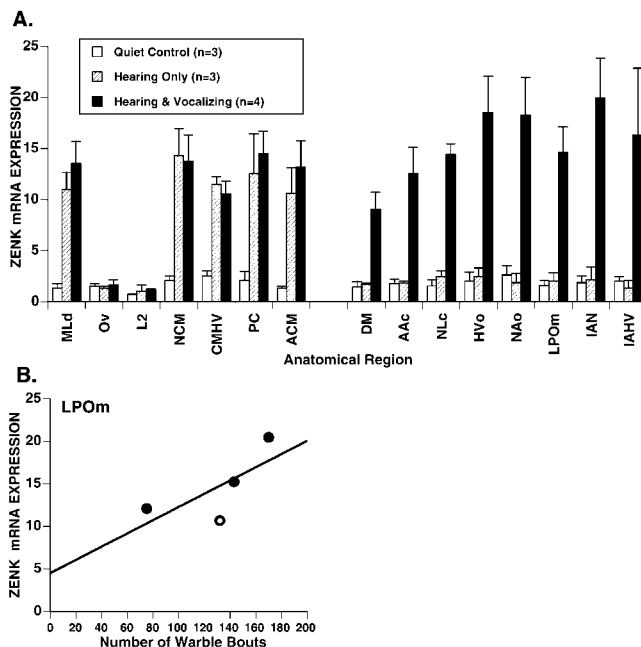 A.
Quiet Control (n=3)
Hearing Only (n=3)
Hearing & Vocalizing (n=4)
ZENK mRNA EXPRESSION
25
20
15
10
5
0
MLd
Ov
L2
NCM
CMHV
PC
ACM
DM
AAc
NLc
HVo
NAo
LPOm
IAN
IAHV
Anatomical Region
B.
LPOm
ZENK mRNA EXPRESSION
25
20
15
10
5
0
0 20 40 60 80 100 120 140 160 180 200
Number of Warble Bouts